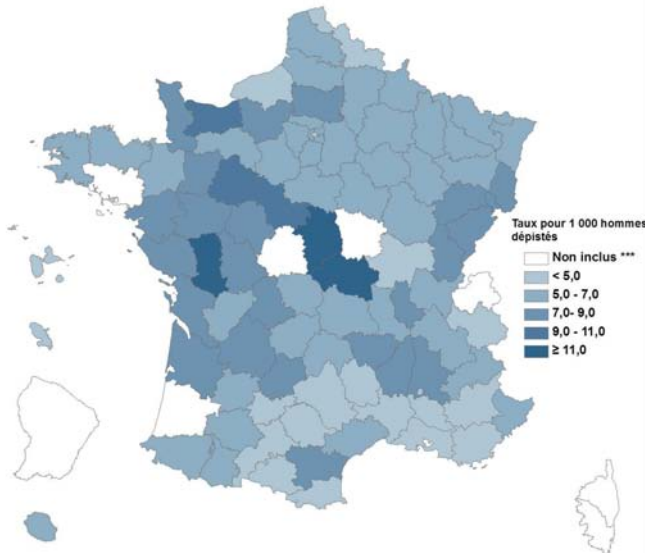 Taux pour 1 000 hommes
dépistés
Non inclus ***
< 5,0
5,0 - 7,0
7,0- 9,0
9,0 - 11,0
≥ 11,0